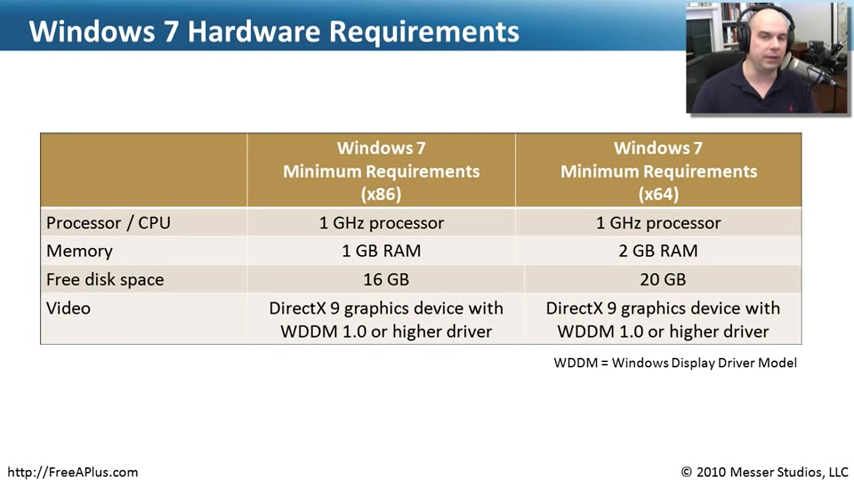 Windows 7 Hardware Requirements
Windows 7
Minimum Requirements
(x86)
Windows 7
Minimum Requirements
(x64)
Processor / CPU
1 GHz processor
1 GHz processor
Memory
1 GB RAM
2 GB RAM
Free disk space
16 GB
20 GB
Video
DirectX 9 graphics device with
WDDM 1.0 or higher driver
DirectX 9 graphics device with
WDDM 1.0 or higher driver
WDDM = Windows Display Driver Model
http://FreeAPlus.com
© 2010 Messer Studios, LLC